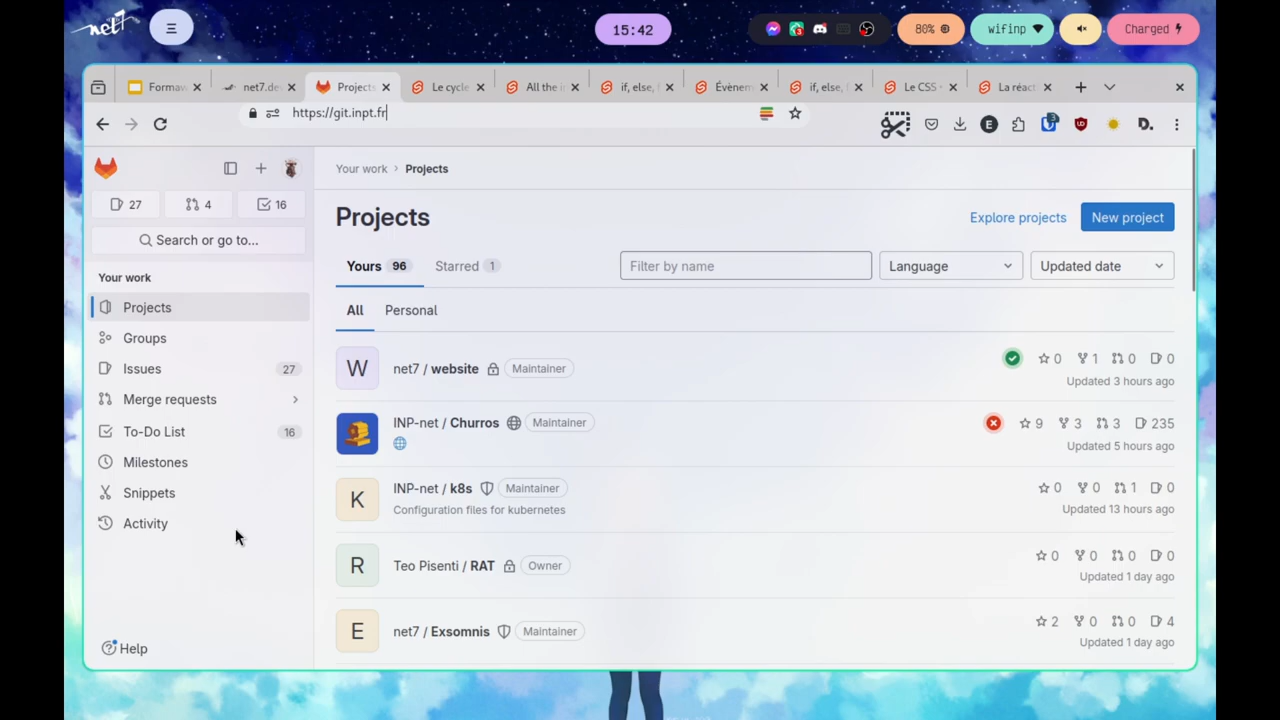 net7
15:42
3
80%
wifinp
Charged
Formav
net7.de
Projects
Le cycle
All the i
if, else, 
Évènem
if, else, 
Le CSS
La réact
https://git.inpt.fr
E
3
D.
Your work > Projects
27
4
16
Search or go to...
Your work
Projects
Groups
Issues 27
Merge requests
To-Do List 16
Milestones
Snippets
Activity
Help
Projects
Explore projects
New project
Yours 96
Starred 1
Filter by name
Language
Updated date
All
Personal
W
net7 / website
Maintainer
0 1 0 0
Updated 3 hours ago
INP-net / Churros
Maintainer
9 3 3 235
Updated 5 hours ago
K
INP-net / k8s
Maintainer
0 0 1 0
Configuration files for kubernetes
Updated 13 hours ago
R
Teo Pisenti / RAT
Owner
0 0 0 0
Updated 1 day ago
E
net7 / Exsomnis
Maintainer
2 0 0 4
Updated 1 day ago